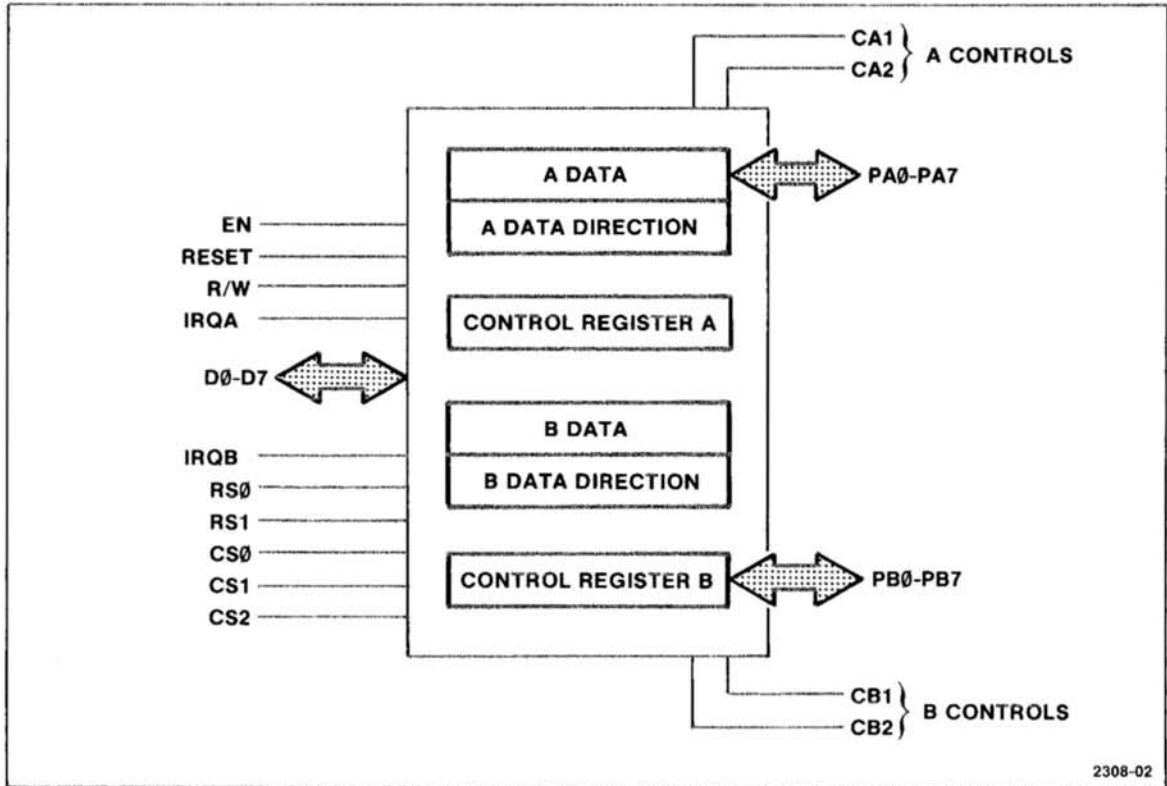 CA1
CA2
A CONTROLS
A DATA
PAØ-PA7
A DATA DIRECTION
EN
RESET
R/W
IRQA
CONTROL REGISTER A
DØ-D7
B DATA
IRQB
B DATA DIRECTION
RSØ
RS1
CSØ
CONTROL REGISTER B
PBØ-PB7
CS1
CS2
CB1
CB2
B CONTROLS
2308-02